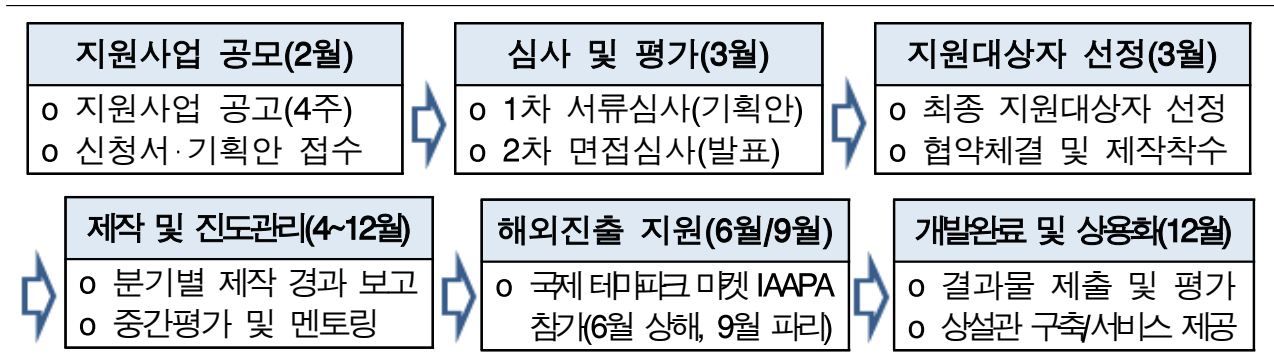 지원사업 공모(2월)
o 지원사업 공고(4주)
o 신청서·기획안 접수
심사 및 평가(3월)
o 1차 서류심사(기획안)
o 2차 면접심사(발표)
지원대상자 선정(3월)
o 최종 지원대상자 선정
o 협약체결 및 제작착수
제작 및 진도관리(4~12월)
o 분기별 제작 경과 보고
o 중간평가 및 멘토링
해외진출 지원(6월/9월)
o 국제 테마파크 마켓 IAAPA
참가(6월 상해, 9월 파리)
개발완료 및 상용화(12월)
o 결과물 제출 및 평가
o 상설관 구축/서비스 제공